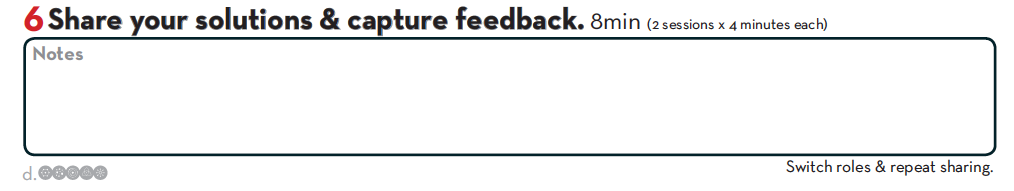 6 Share your solutions & capture feedback. 8min (2 sessions x 4 minutes each)
Notes
Switch roles & repeat sharing.
d.